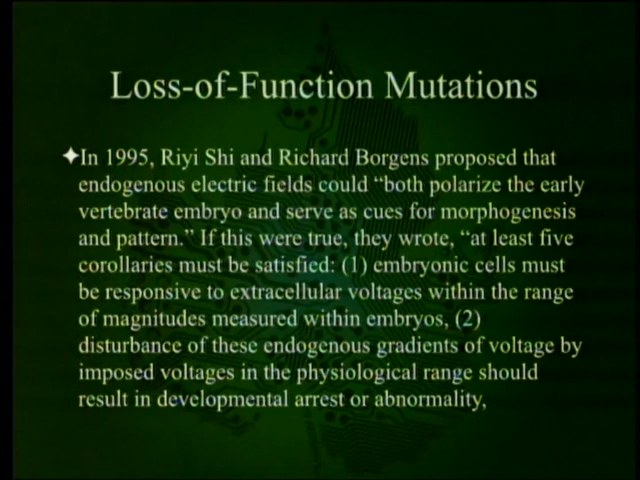 Loss-of-Function Mutations
✦In 1995, Riyi Shi and Richard Borgens proposed that
endogenous electric fields could “both polarize the early
vertebrate embryo and serve as cues for morphogenesis
and pattern.” If this were true, they wrote, “at least five
corollaries must be satisfied: (1) embryonic cells must
be responsive to extracellular voltages within the range
of magnitudes measured within embryos, (2)
disturbance of these endogenous gradients of voltage by
imposed voltages in the physiological range should
result in developmental arrest or abnormality,